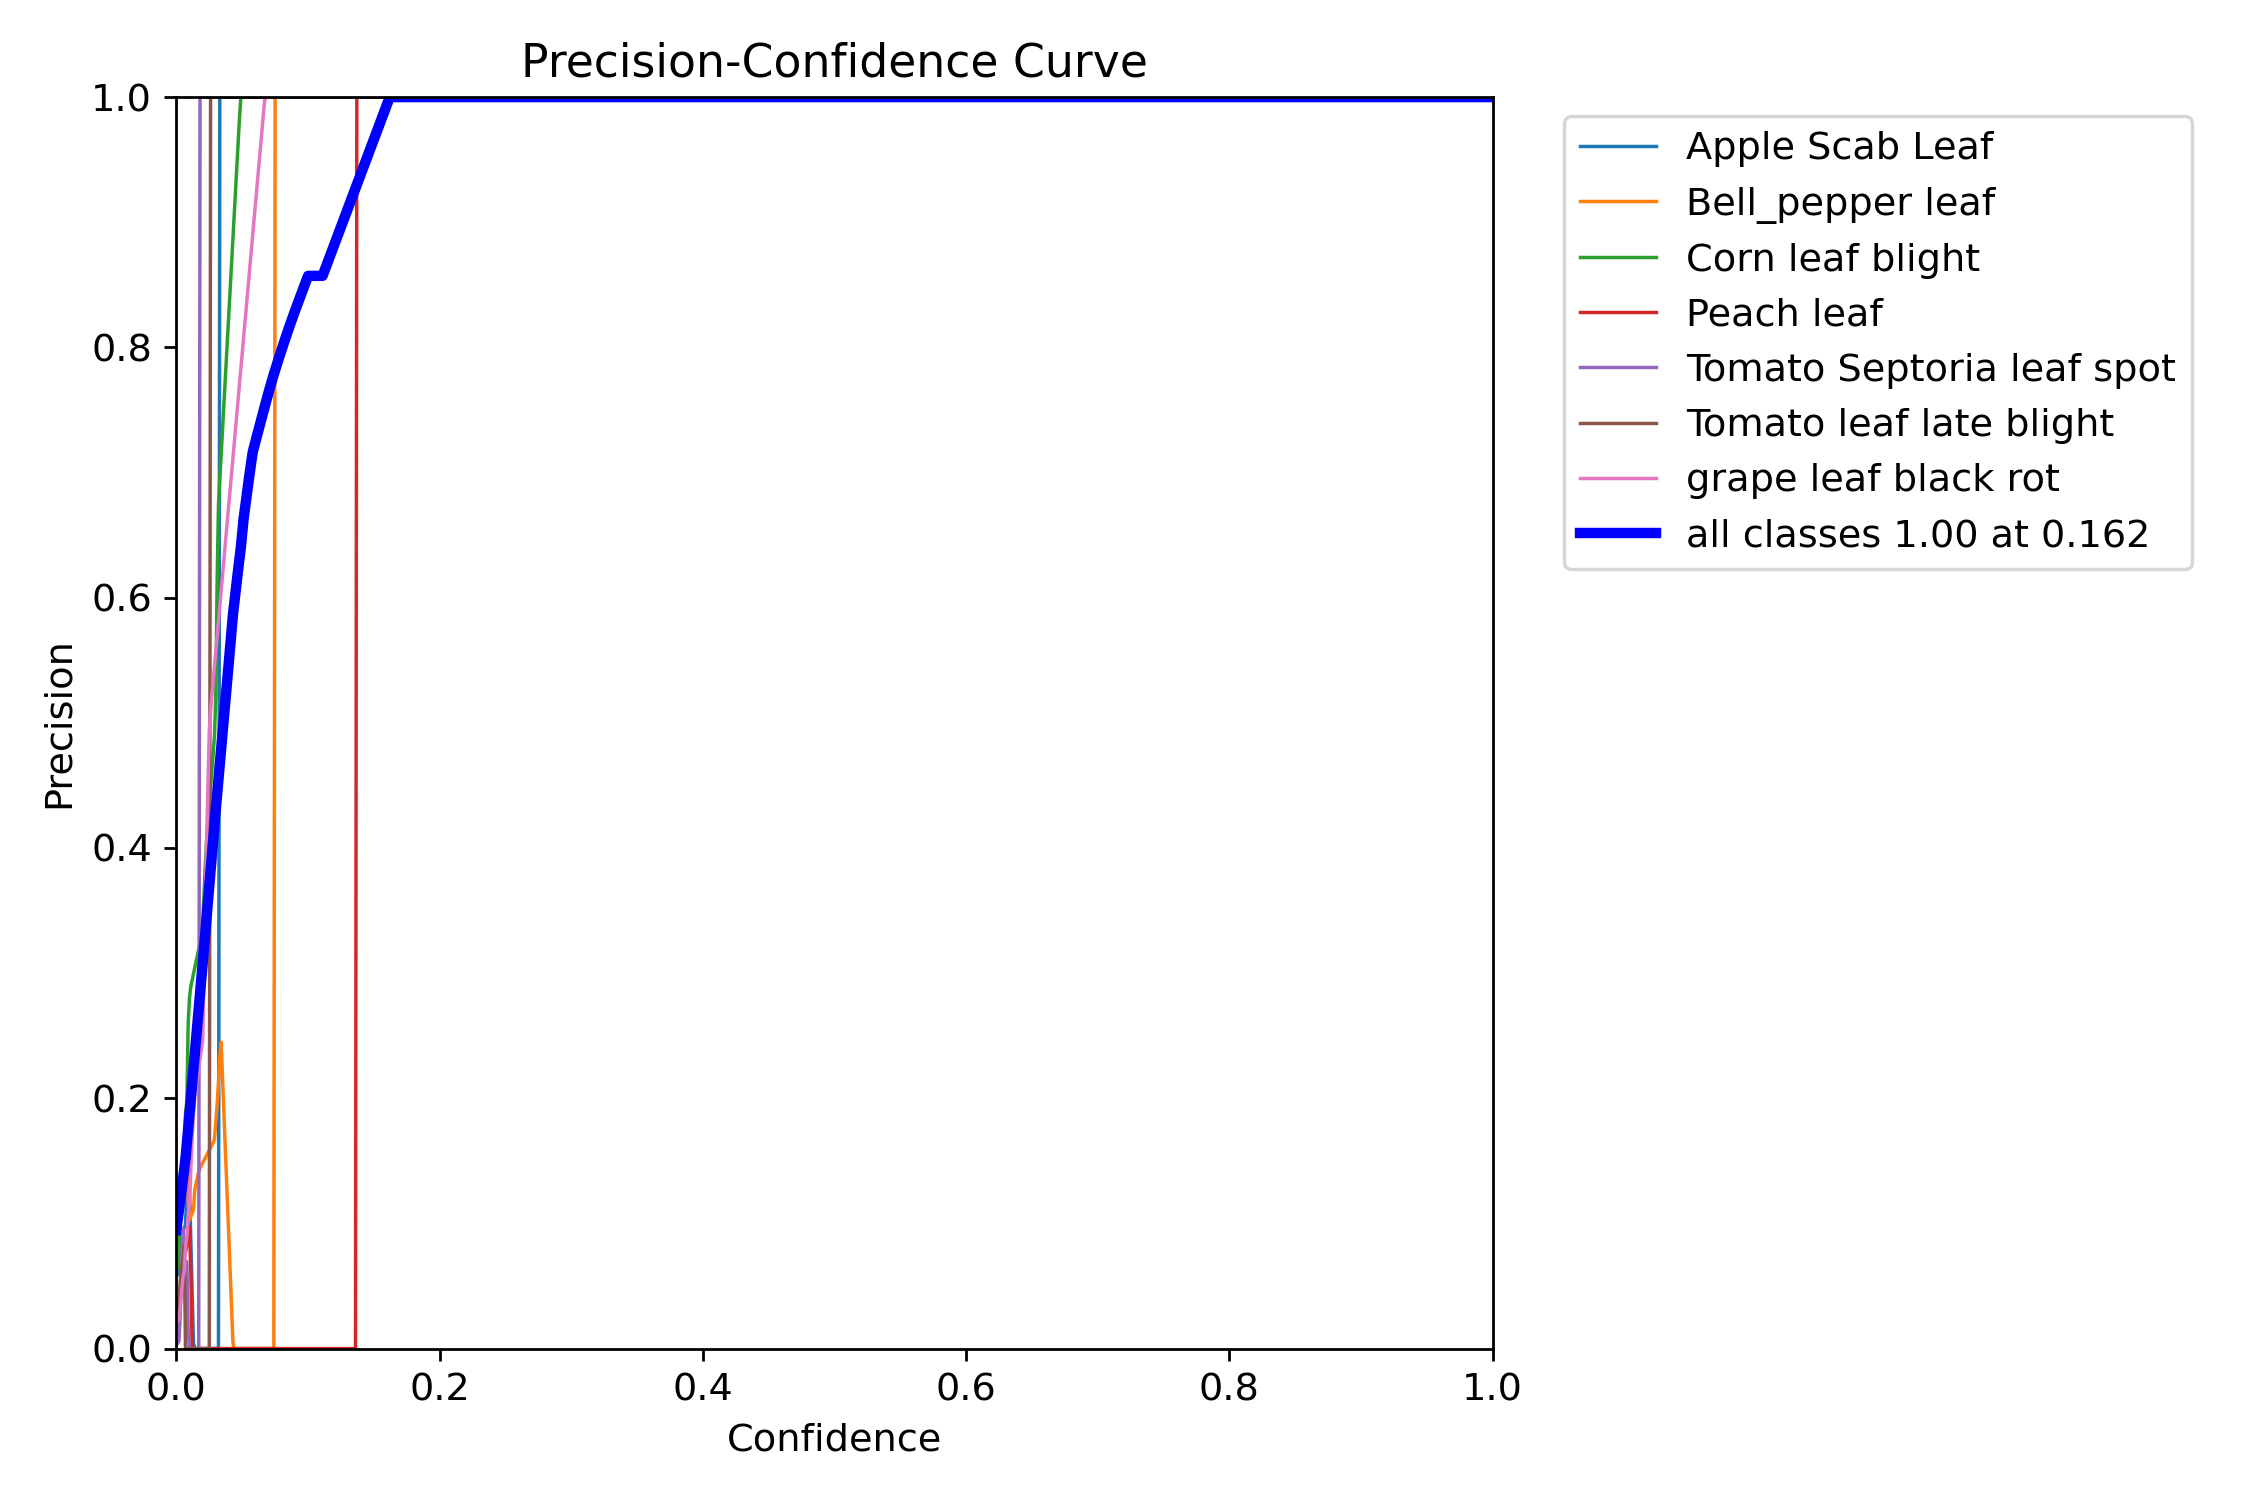 Precision-Confidence Curve
1.0
0.8
0.6
0.4
0.2
0.0
Precision
0.0 0.2 0.4 0.6 0.8 1.0
Confidence
Apple Scab Leaf
Bell_pepper leaf
Corn leaf blight
Peach leaf
Tomato Septoria leaf spot
Tomato leaf late blight
grape leaf black rot
all classes 1.00 at 0.162